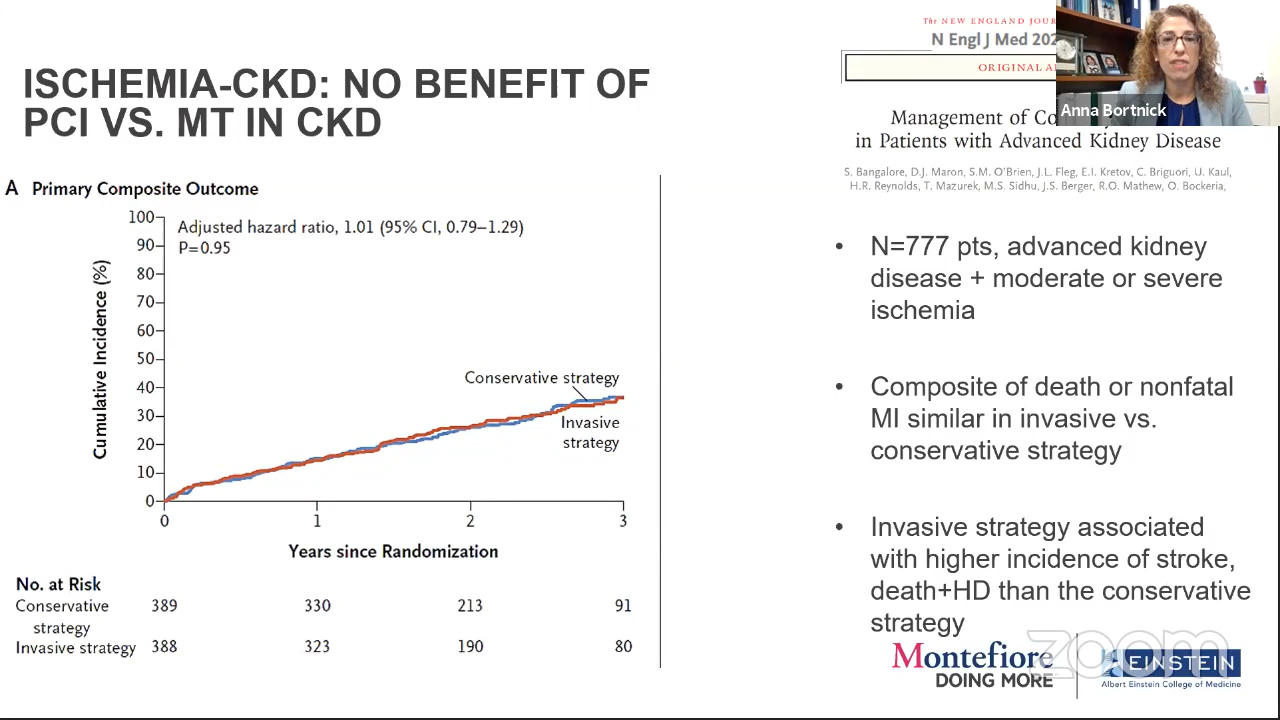 ISCHEMIA-CKD: NO BENEFIT OF
PCI VS. MT IN CKD
The NEW ENGLAND JOUR
N Engl J Med 202
ORIGINAL A
Anna Bortnick
Management of Co
in Patients with Advanced Kidney Disease
S. Bangalore, D.J. Maron, S.M. O'Brien, J.L. Fleg, E.I. Kretov, C. Briguori, U. Kaul,
H.R. Reynolds, T. Mazurek, M.S. Sidhu, J.S. Berger, R.O. Mathew, O. Bockeria,
A Primary Composite Outcome
Adjusted hazard ratio, 1.01 (95% CI, 0.79–1.29)
P=0.95
Cumulative Incidence (%)
100
90
80
70
60
50
40
30
20
10
0
Conservative strategy
Invasive
strategy
0 1 2 3
Years since Randomization
No. at Risk
Conservative
strategy
389 330 213 91
Invasive strategy 388 323 190 80
• N=777 pts, advanced kidney
disease + moderate or severe
ischemia
• Composite of death or nonfatal
MI similar in invasive vs.
conservative strategy
• Invasive strategy associated
with higher incidence of stroke,
death+HD than the conservative
strategy
Montefiore
DOING MORE
zoom
EINSTEIN
Albert Einstein College of Medicine